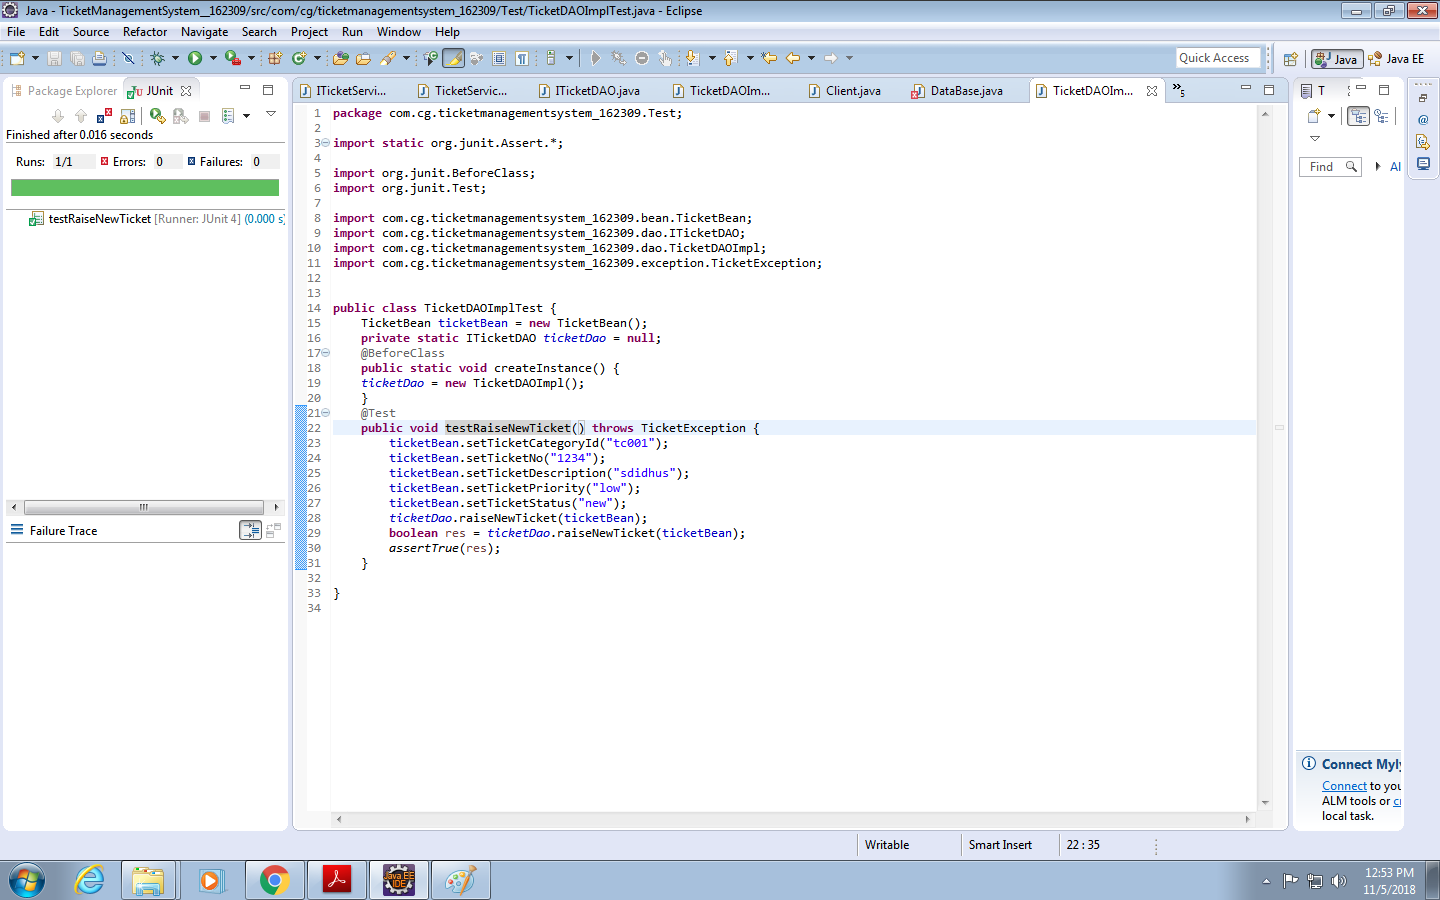 Java - TicketManagementSystem__162309/src/com/cg/ticketmanagementsystem_162309/Test/TicketDAOImplTest.java - Eclipse
File Edit Source Refactor Navigate Search Project Run Window Help
Quick Access
Java
Java EE
Package Explorer
JUnit
ITicketServi...
TicketServic...
ITicketDAO.java
TicketDAOIm...
Client.java
DataBase.java
TicketDAOIm...
5
T
Finished after 0.016 seconds
Runs: 1/1 Errors: 0 Failures: 0
testRaiseNewTicket [Runner: JUnit 4] (0.000 s)
Failure Trace
1 package com.cg.ticketmanagementsystem_162309.Test;
2
3 import static org.junit.Assert.*;
4
5 import org.junit.BeforeClass;
6 import org.junit.Test;
7
8 import com.cg.ticketmanagementsystem_162309.bean.TicketBean;
9 import com.cg.ticketmanagementsystem_162309.dao.ITicketDAO;
10 import com.cg.ticketmanagementsystem_162309.dao.TicketDAOImpl;
11 import com.cg.ticketmanagementsystem_162309.exception.TicketException;
12
13
14 public class TicketDAOImplTest {
15 TicketBean ticketBean = new TicketBean();
16 private static ITicketDAO ticketDao = null;
17 @BeforeClass
18 public static void createInstance() {
19 ticketDao = new TicketDAOImpl();
20 }
21 @Test
22 public void testRaiseNewTicket() throws TicketException {
23 ticketBean.setTicketCategoryId("tc001");
24 ticketBean.setTicketNo("1234");
25 ticketBean.setTicketDescription("sdidhus");
26 ticketBean.setTicketPriority("low");
27 ticketBean.setTicketStatus("new");
28 ticketDao.raiseNewTicket(ticketBean);
29 boolean res = ticketDao.raiseNewTicket(ticketBean);
30 assertTrue(res);
31 }
32
33 }
34
Find
Al
Connect Myl
Connect to you
ALM tools or c
local task.
Writable
Smart Insert
22 : 35
Java EE
IDE
12:53 PM
11/5/2018